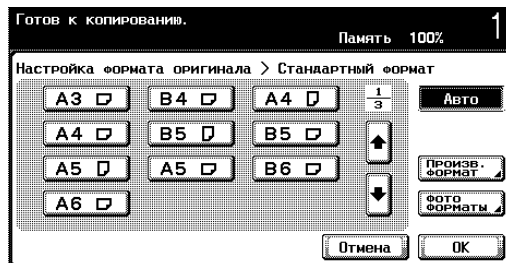 Готов к копированию.
Память 100% 1
Настройка формата оригинала > Стандартный формат
A3 B4 A4 1/3 Авто
A4 B5 B5
A5 A5 B6 Произв. формат
A6 Фото форматы
Отмена OK